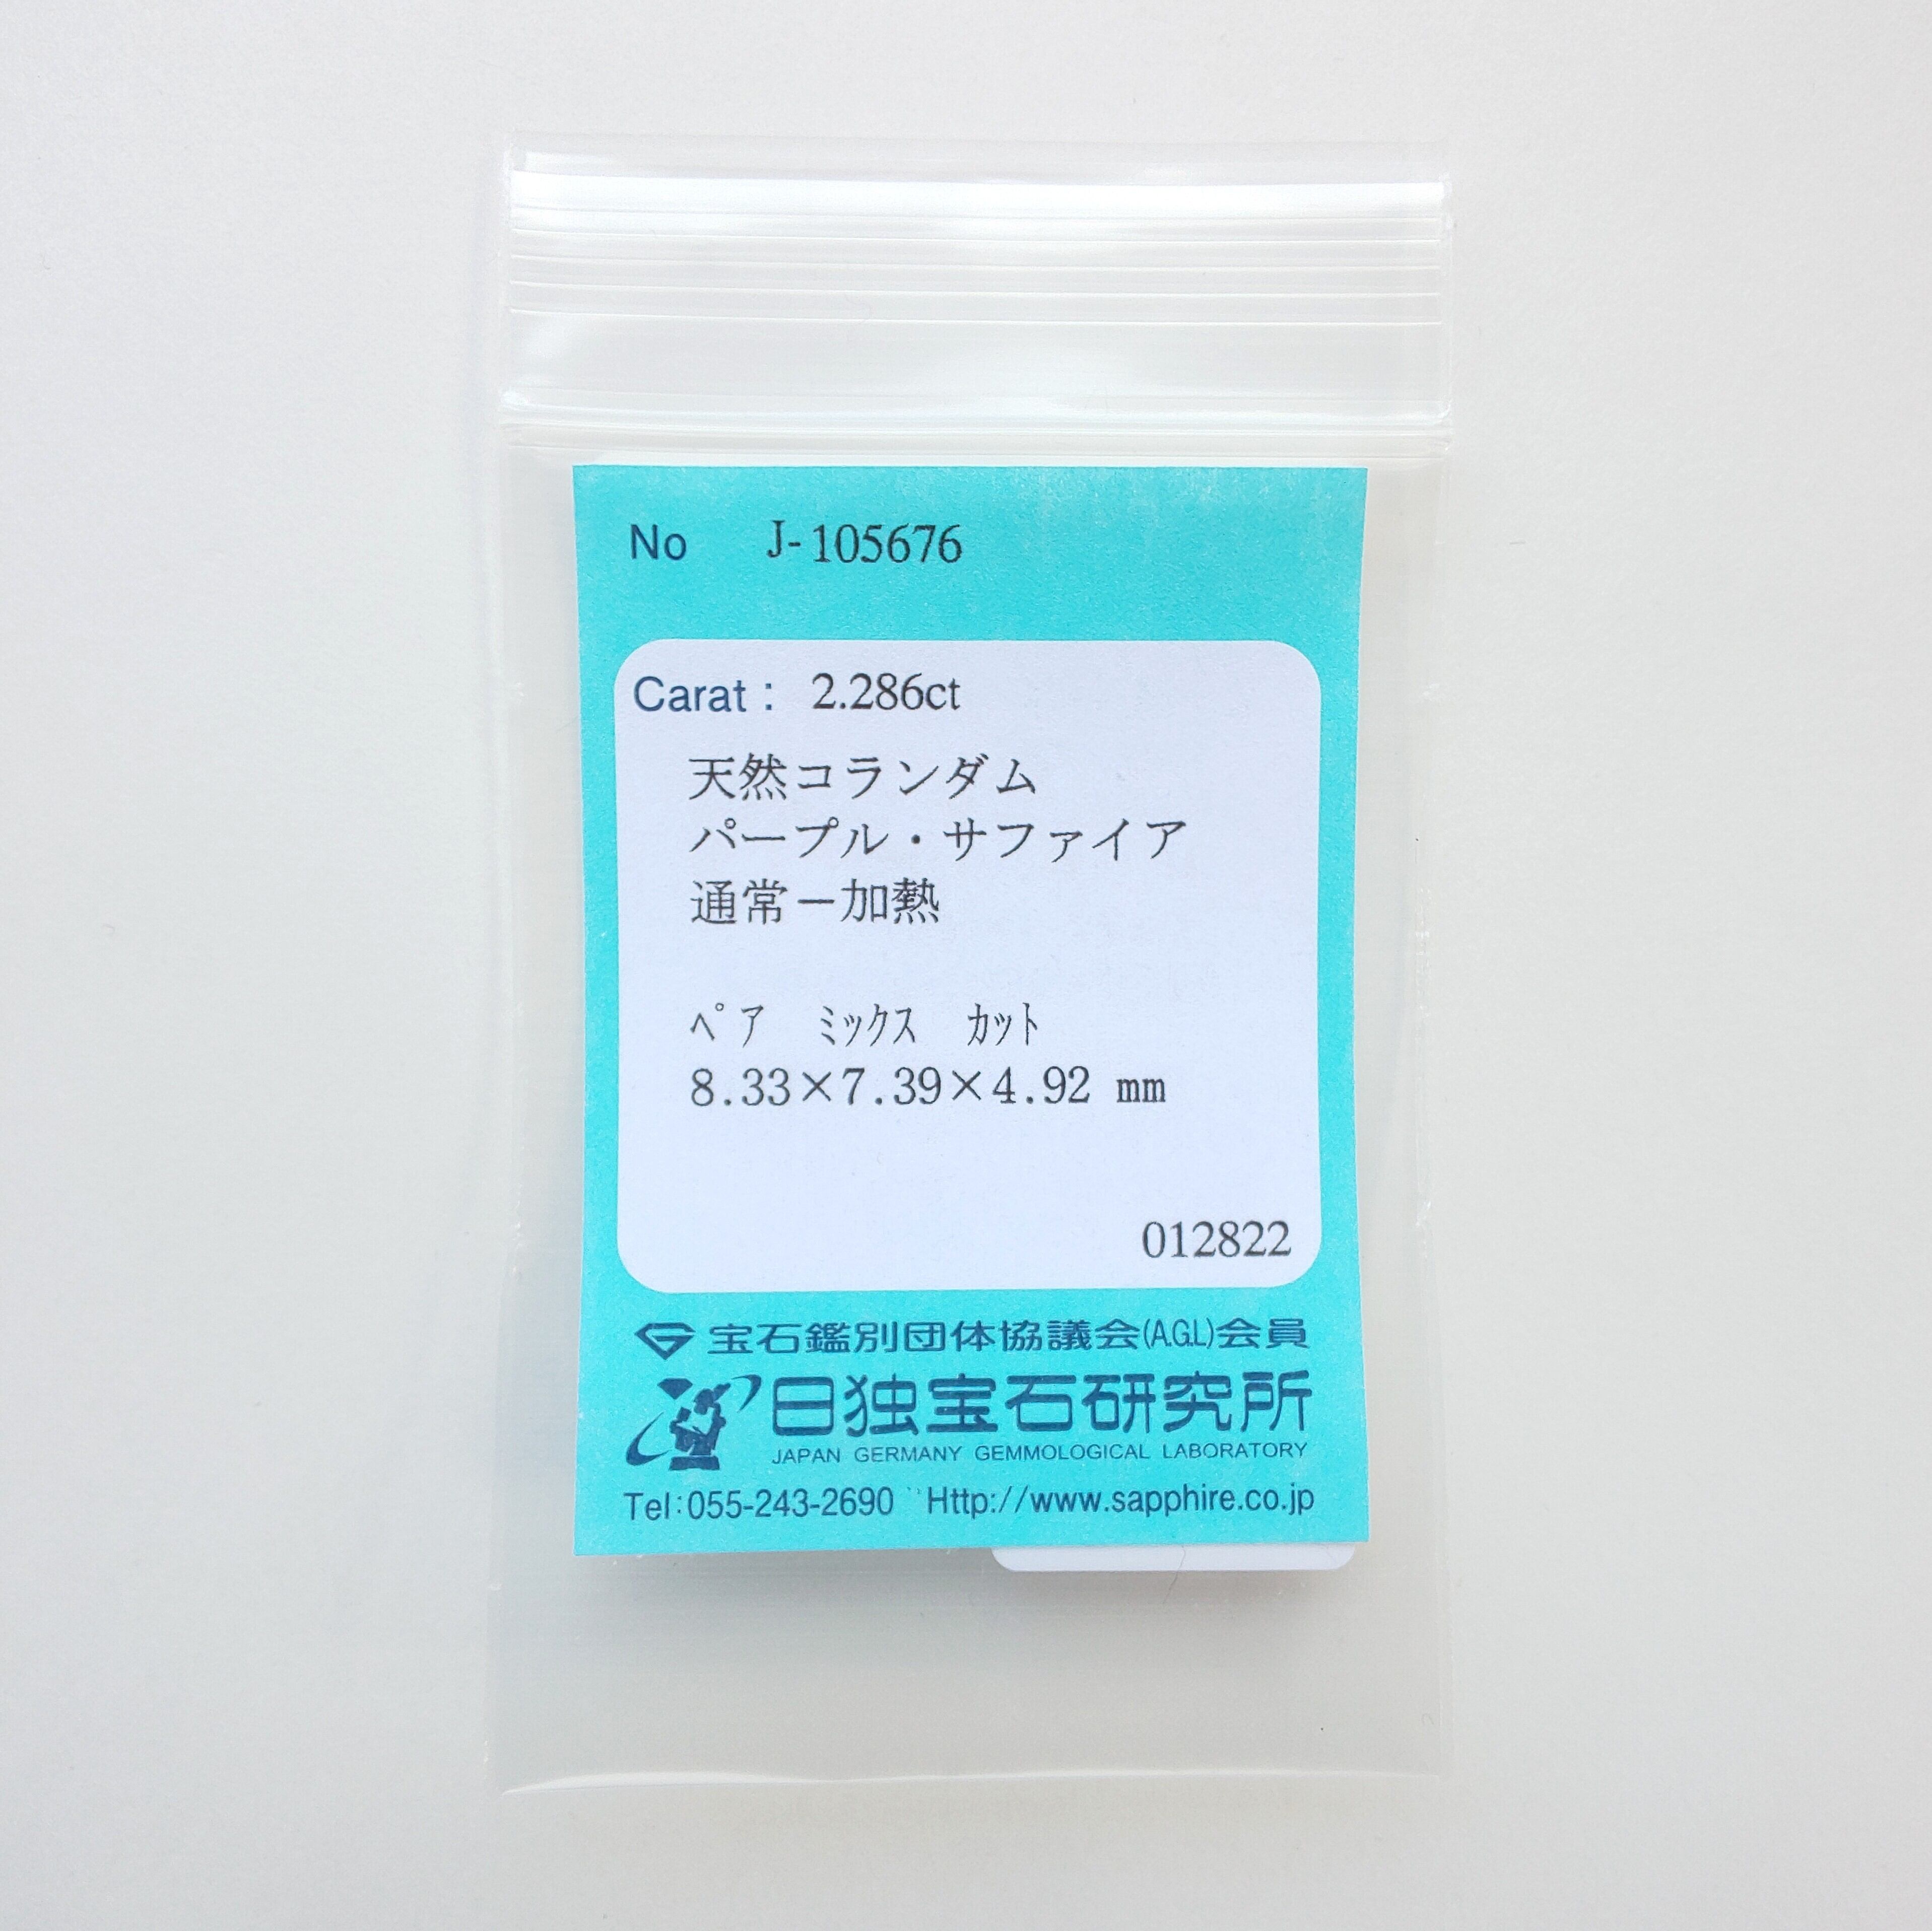 No J-105676
Carat : 2.286ct
天然コランダム
パープル・サファイア
通常－加熱
ペア ミックス カット
8.33×7.39×4.92 mm
012822
宝石鑑別団体協議会(A.G.L)会員
日独宝石研究所
JAPAN GERMANY GEMMOLOGICAL LABORATORY
Tel:055-243-2690 Http://www.sapphire.co.jp